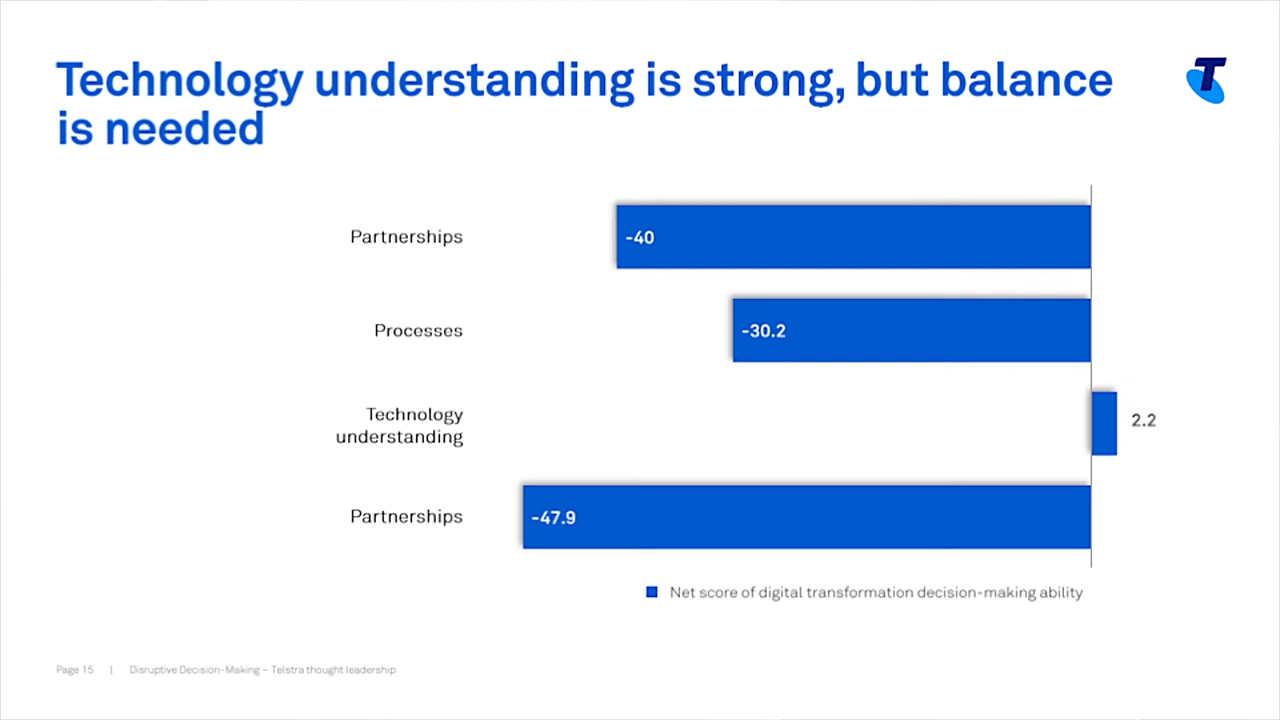 Technology understanding is strong, but balance
is needed
Partnerships
-40
Processes
-30.2
Technology
understanding
2.2
Partnerships
-47.9
Net score of digital transformation decision-making ability
Page 15 | Disruptive Decision-Making – Telstra thought leadership